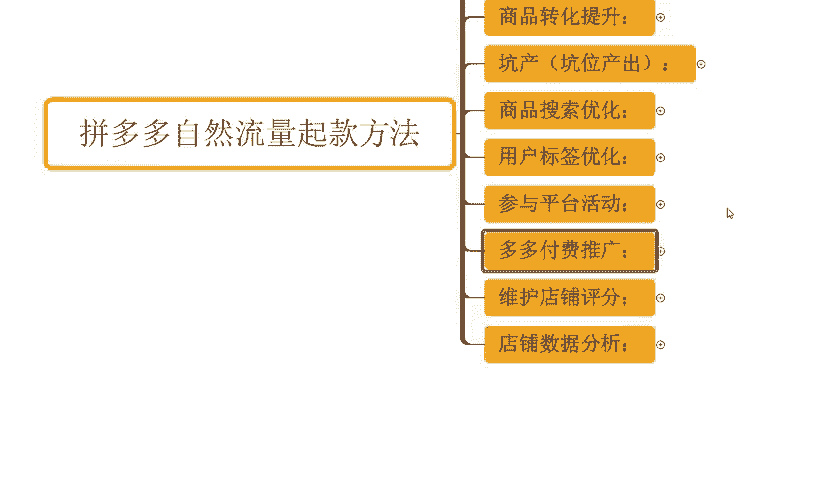 商品转化提升：
坑产（坑位产出）：
拼多多自然流量起款方法
商品搜索优化：
用户标签优化：
参与平台活动：
多多付费推广：
维护店铺评分：
店铺数据分析：